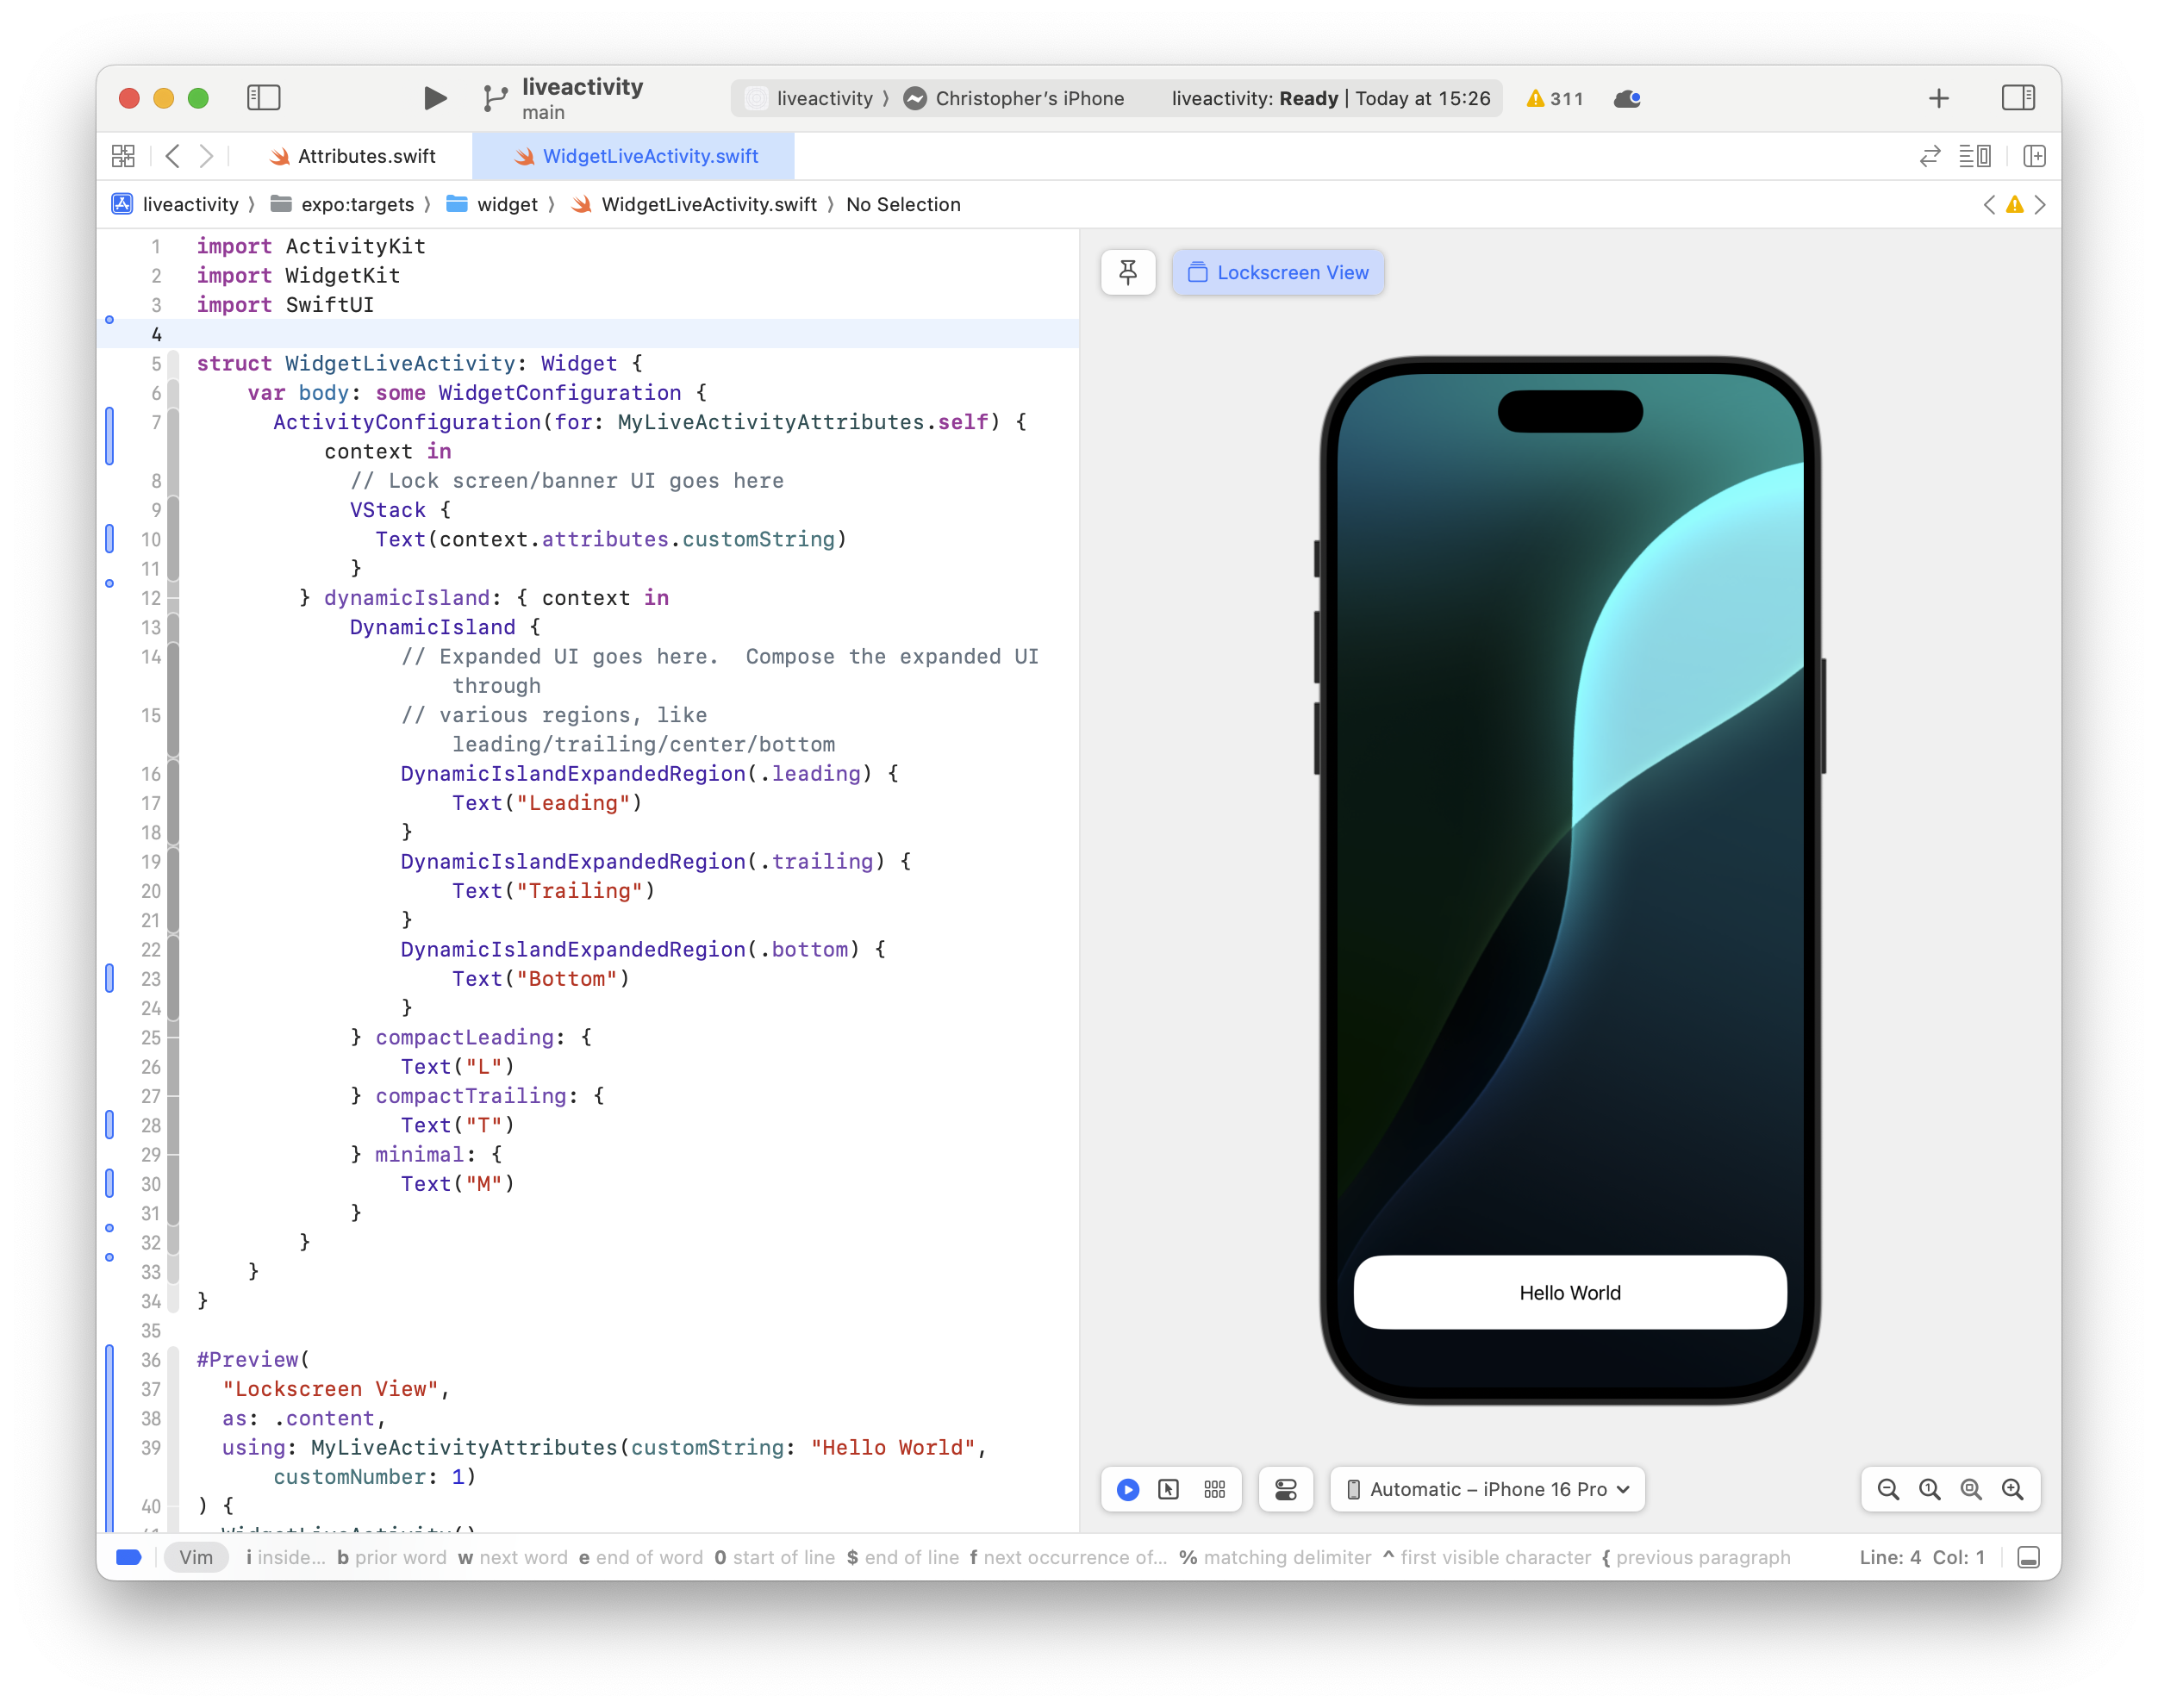 liveactivity
main
liveactivity 〉 Christopher’s iPhone liveactivity: Ready | Today at 15:26 311
Attributes.swift WidgetLiveActivity.swift
liveactivity 〉 expo:targets 〉 widget 〉 WidgetLiveActivity.swift 〉 No Selection
1 import ActivityKit
2 import WidgetKit
3 import SwiftUI
4
5 struct WidgetLiveActivity: Widget {
6 var body: some WidgetConfiguration {
7 ActivityConfiguration(for: MyLiveActivityAttributes.self) {
context in
8 // Lock screen/banner UI goes here
9 VStack {
10 Text(context.attributes.customString)
11 }
12 } dynamicIsland: { context in
13 DynamicIsland {
14 // Expanded UI goes here.  Compose the expanded UI
through
15 // various regions, like
leading/trailing/center/bottom
16 DynamicIslandExpandedRegion(.leading) {
17 Text("Leading")
18 }
19 DynamicIslandExpandedRegion(.trailing) {
20 Text("Trailing")
21 }
22 DynamicIslandExpandedRegion(.bottom) {
23 Text("Bottom")
24 }
25 } compactLeading: {
26 Text("L")
27 } compactTrailing: {
28 Text("T")
29 } minimal: {
30 Text("M")
31 }
32 }
33 }
34 }
35
36 #Preview(
37 "Lockscreen View",
38 as: .content,
39 using: MyLiveActivityAttributes(customString: "Hello World",
customNumber: 1)
40 ) {
Lockscreen View
Hello World
Automatic – iPhone 16 Pro
Vim i inside... b prior word w next word e end of word 0 start of line $ end of line f next occurrence of... % matching delimiter ^ first visible character { previous paragraph Line: 4 Col: 1